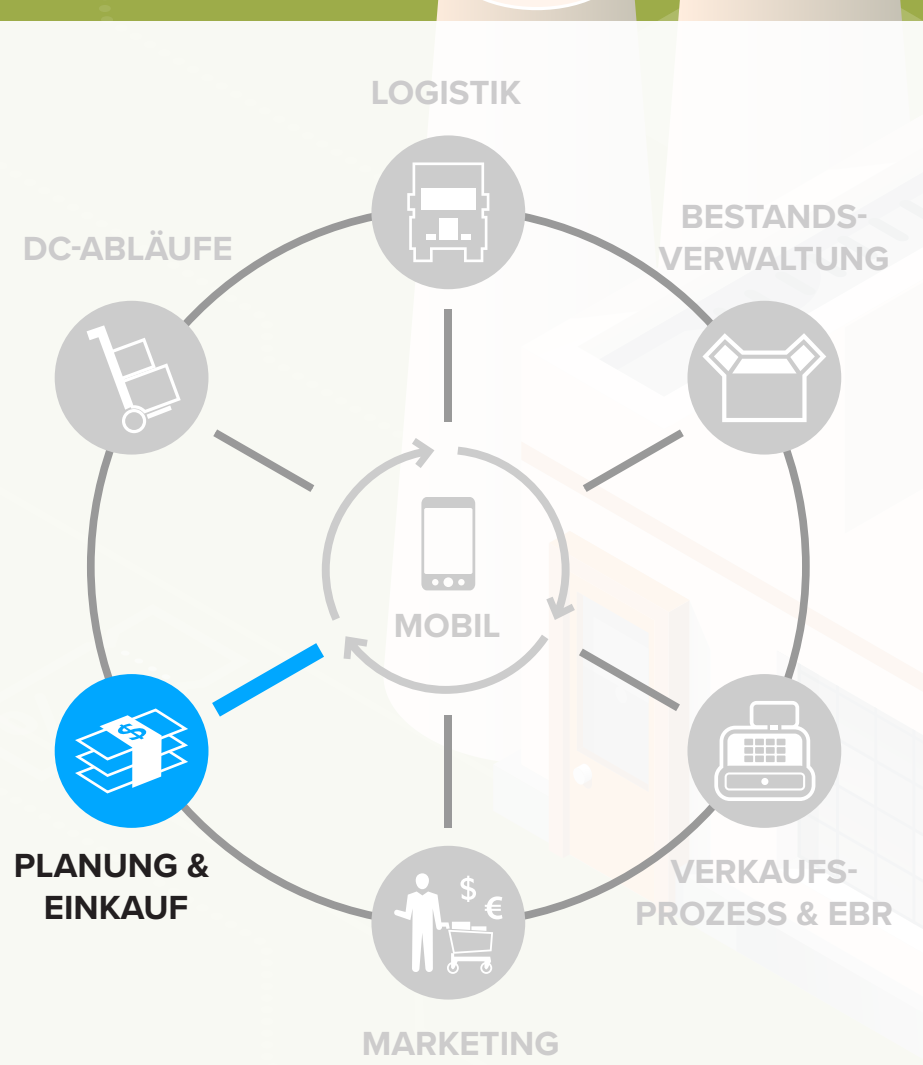 LOGISTIK
DC-ABLÄUFE
BESTANDS-
VERWALTUNG
MOBIL
$
PLANUNG &
EINKAUF
$
€
VERKAUFS-
PROZESS & EBR
MARKETING